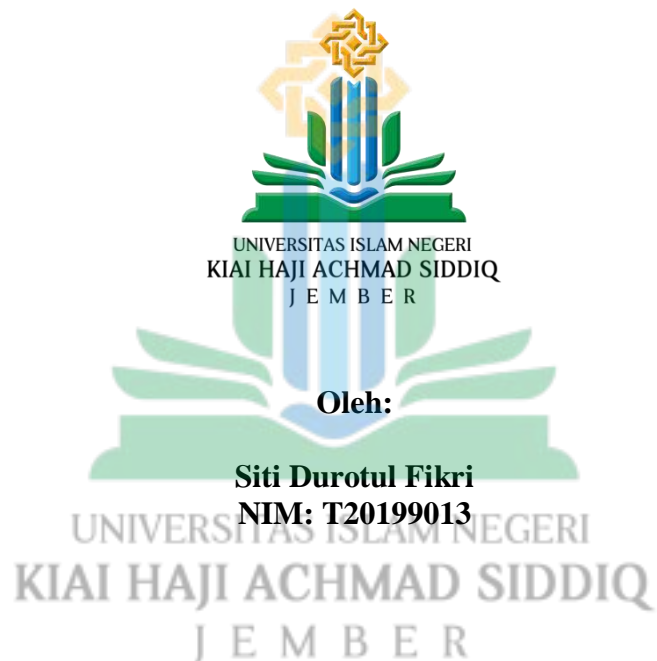 UNIVERSITAS ISLAM NEGERI
KIAI HAJI ACHMAD SIDDIQ
J E M B E R
Oleh:
Siti Durotul Fikri
NIM: T20199013
UNIVERSITAS ISLAM NEGERI
KIAI HAJI ACHMAD SIDDIQ
J E M B E R